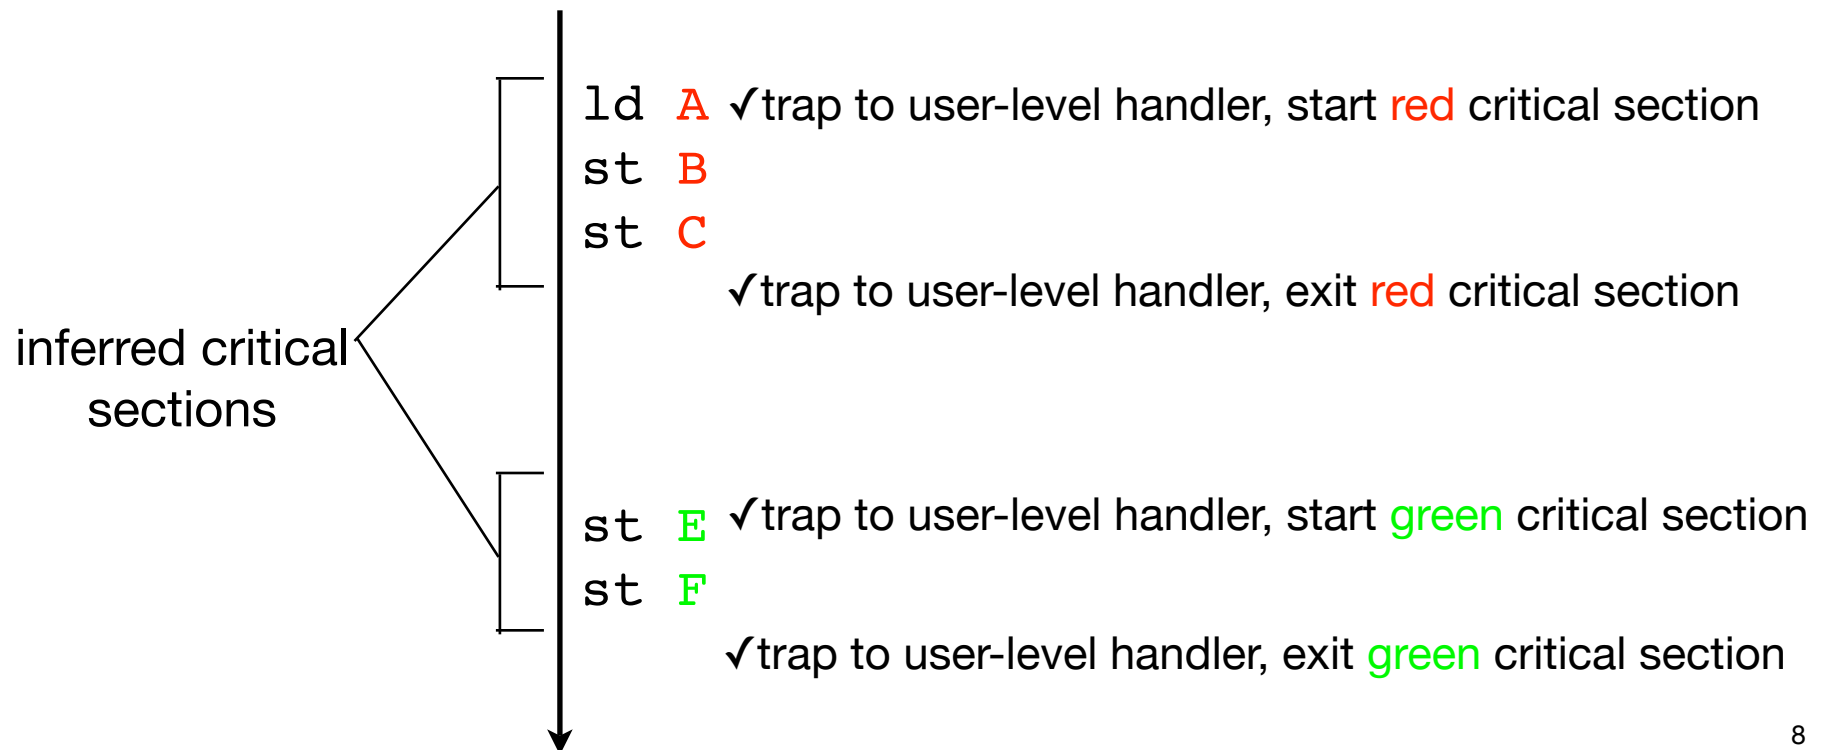 ld A ✓trap to user-level handler, start red critical section
st B
st C
✓trap to user-level handler, exit red critical section
inferred critical
sections
st E ✓trap to user-level handler, start green critical section
st F
✓trap to user-level handler, exit green critical section
8